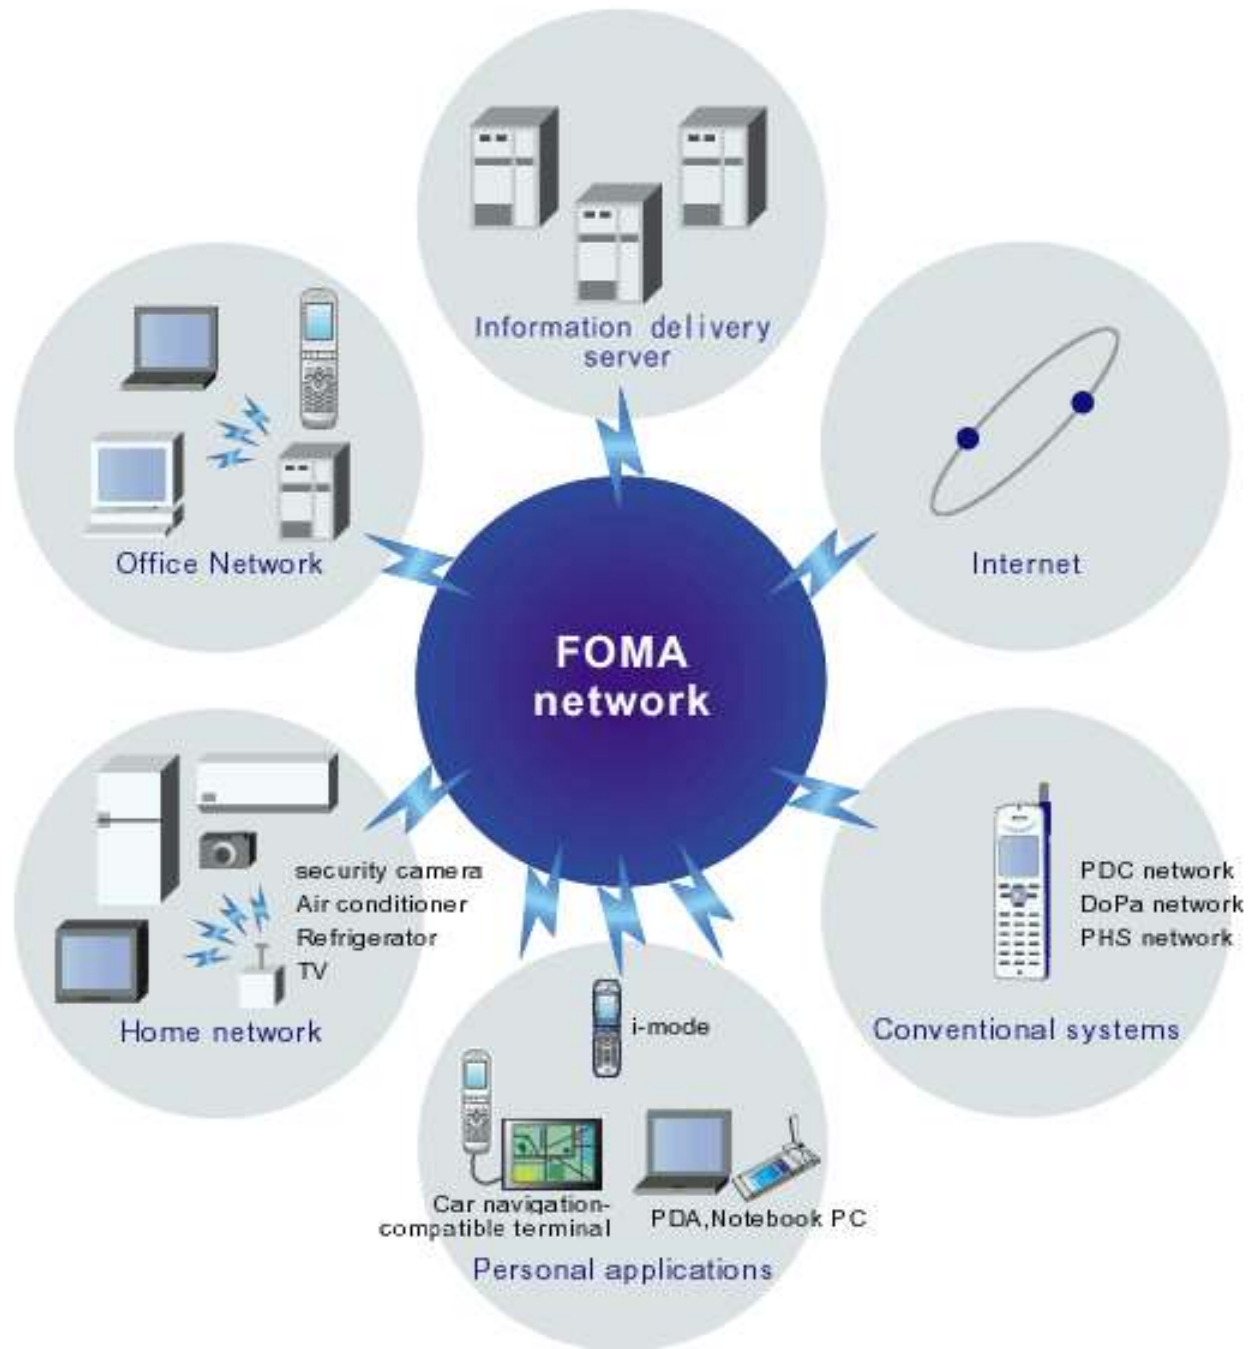 Information delivery
server
Office Network
Internet
FOMA
network
security camera
Air conditioner
Refrigerator
TV
Home network
PDC network
DoPa network
PHS network
Conventional systems
i-mode
Car navigation-
compatible terminal
PDA,Notebook PC
Personal applications